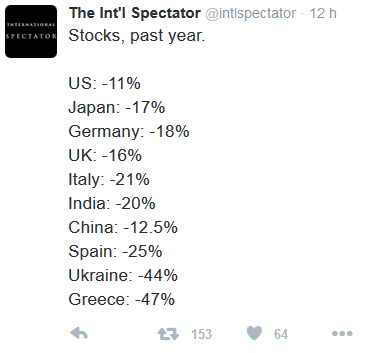 INTERNATIONAL
SPECTATOR
The Int'l Spectator @intlspectator · 12 h
Stocks, past year.
US: -11%
Japan: -17%
Germany: -18%
UK: -16%
Italy: -21%
India: -20%
China: -12.5%
Spain: -25%
Ukraine: -44%
Greece: -47%
153 64